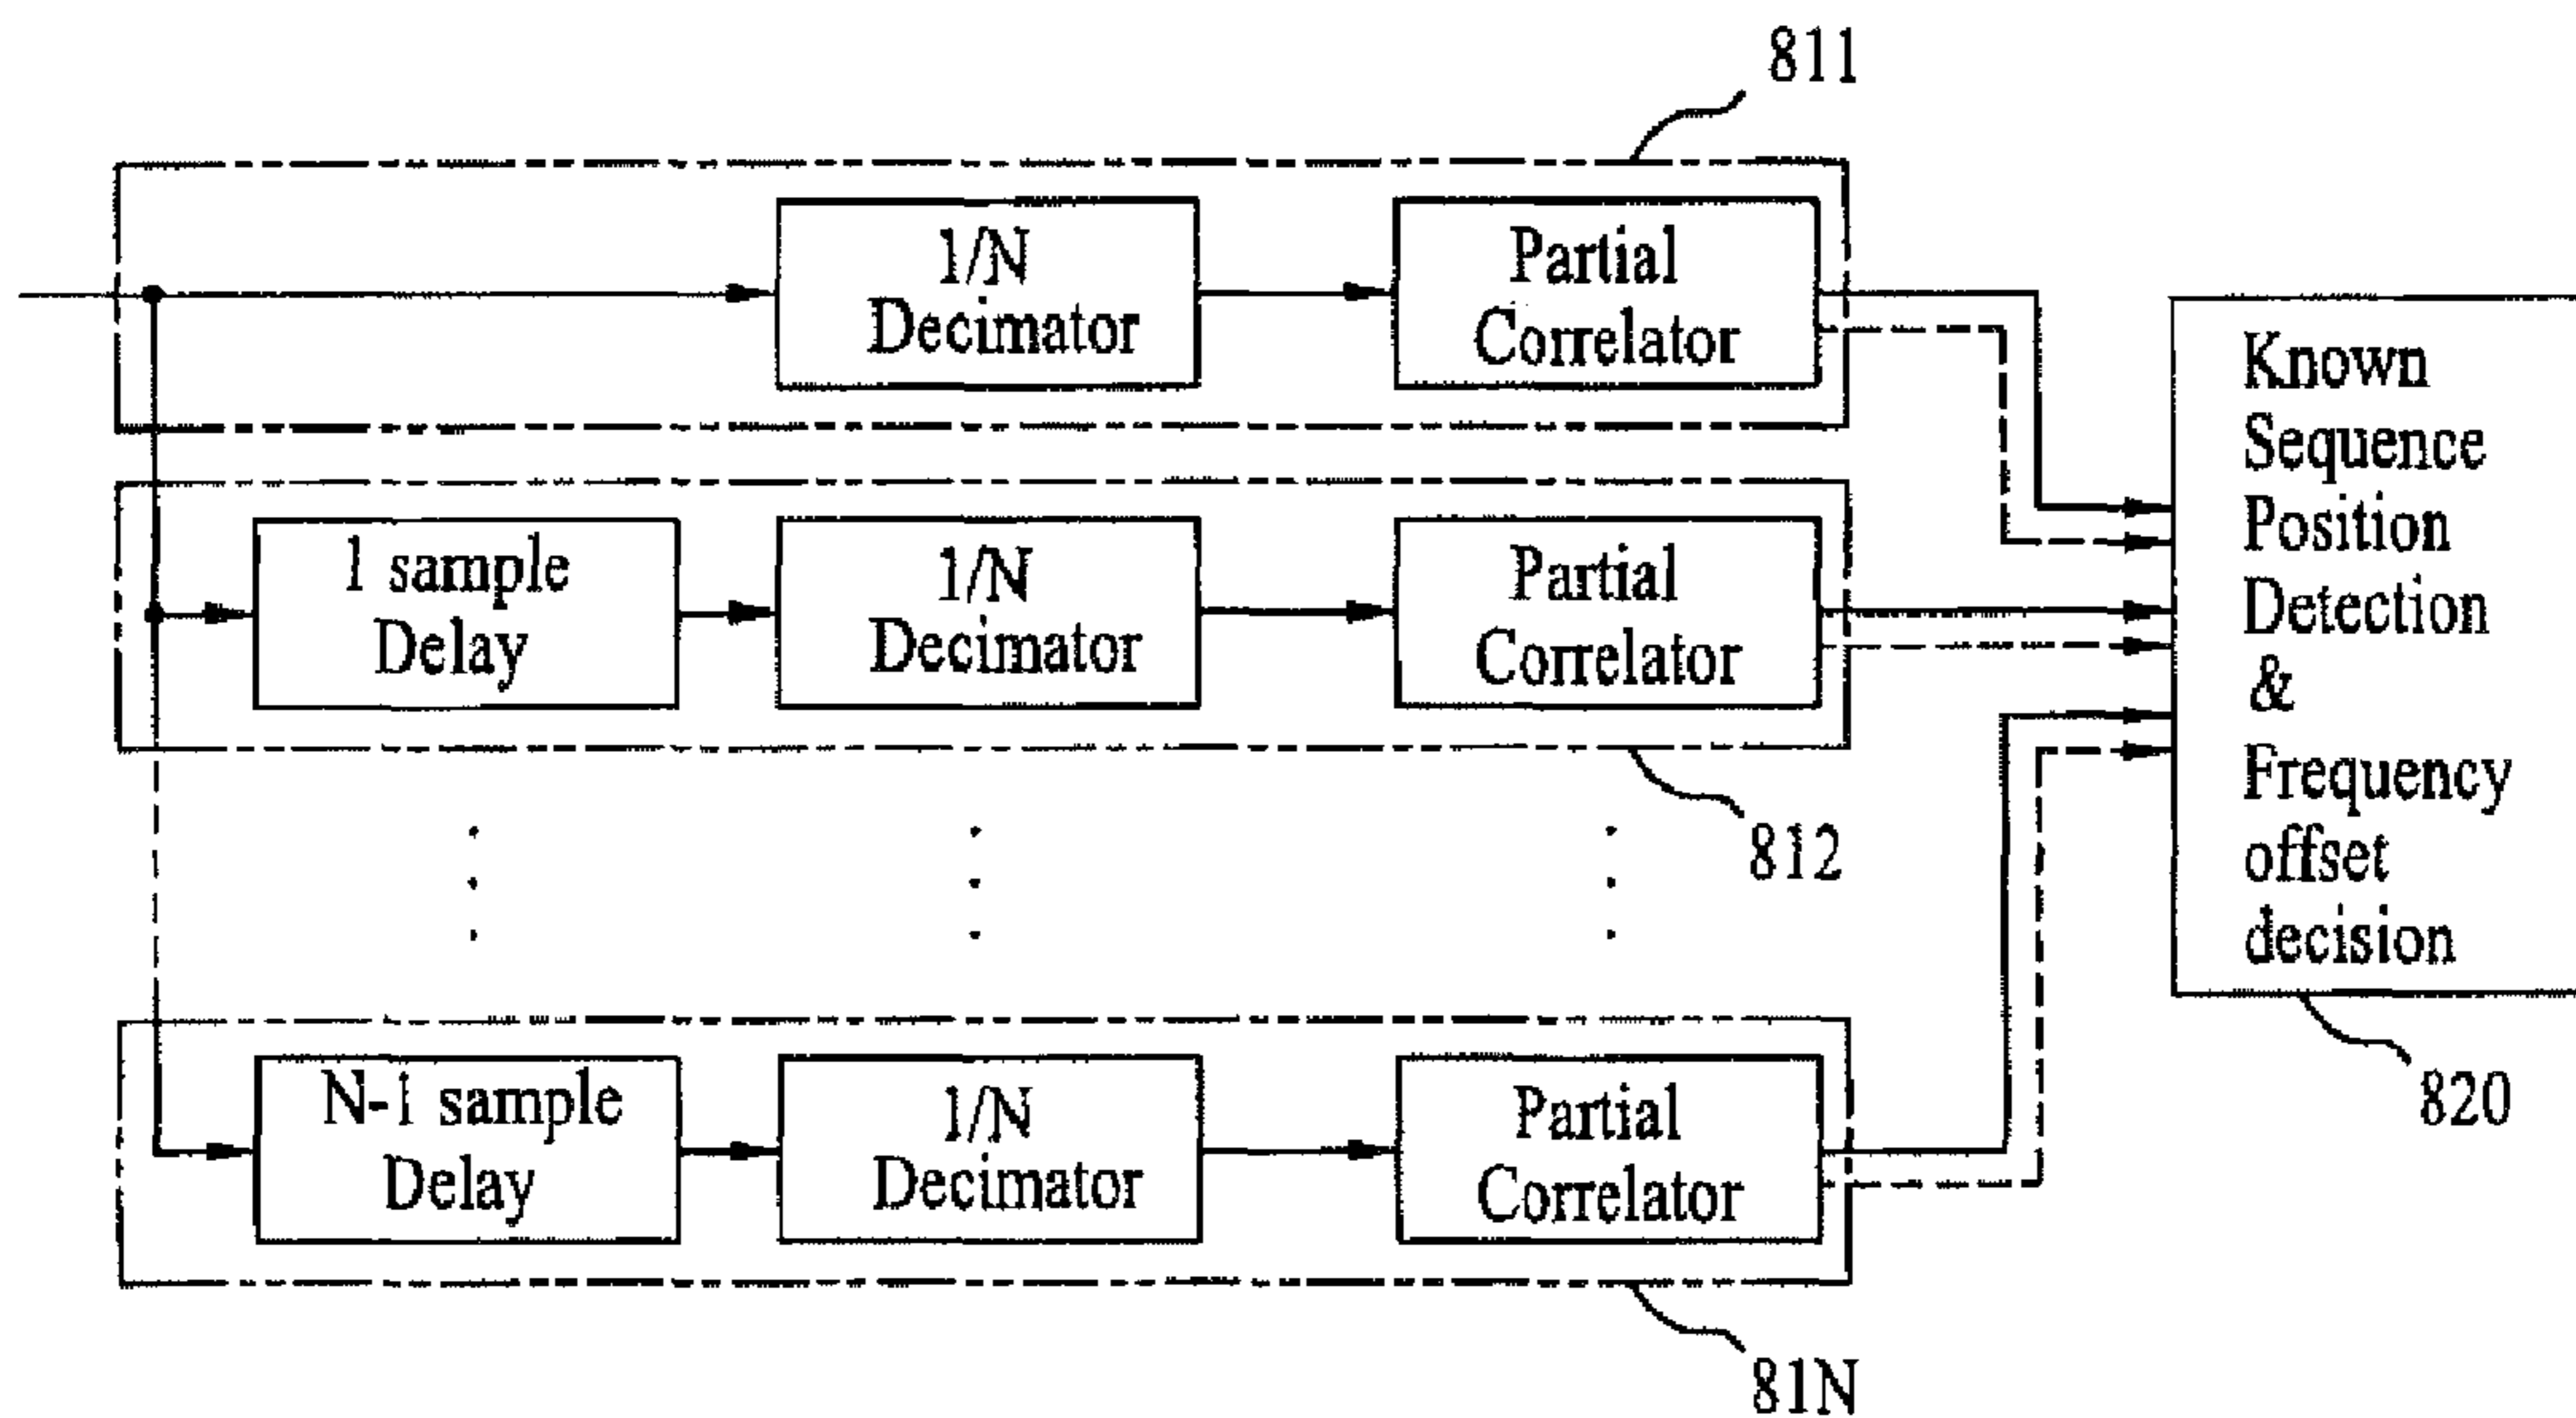 811
1/N
Decimator
Partial
Correlator
1 sample
Delay
1/N
Decimator
Partial
Correlator
812
N-1 sample
Delay
1/N
Decimator
Partial
Correlator
81N
Known
Sequence
Position
Detection
&
Frequency
offset
decision
820